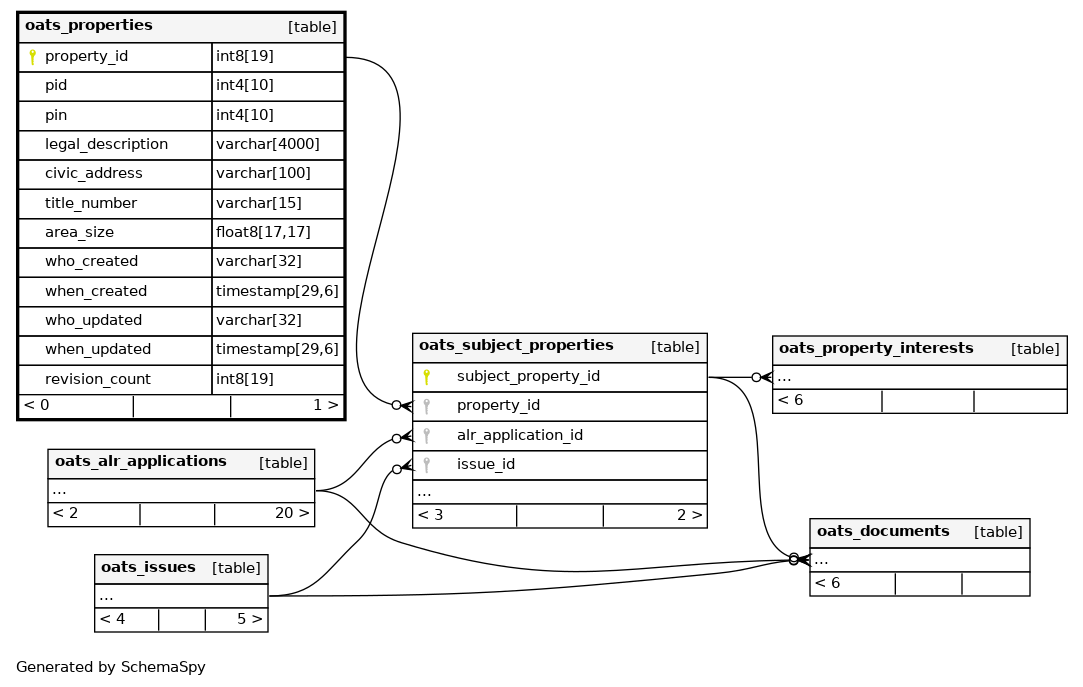 oats_properties [table]
property_id int8[19]
pid int4[10]
pin int4[10]
legal_description varchar[4000]
civic_address varchar[100]
title_number varchar[15]
area_size float8[17,17]
who_created varchar[32]
when_created timestamp[29,6]
who_updated varchar[32]
when_updated timestamp[29,6]
revision_count int8[19]
< 0 1 >
oats_alr_applications [table]
...
< 2 20 >
oats_issues [table]
...
< 4 5 >
oats_subject_properties [table]
subject_property_id
property_id
alr_application_id
issue_id
...
< 3 2 >
oats_property_interests [table]
...
< 6
oats_documents [table]
...
< 6
Generated by SchemaSpy